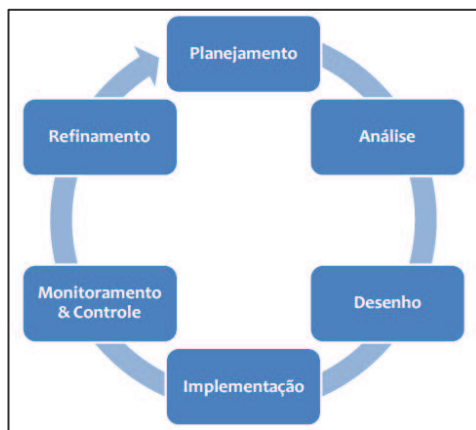 Planejamento
Análise
Desenho
Implementação
Monitoramento
& Controle
Refinamento